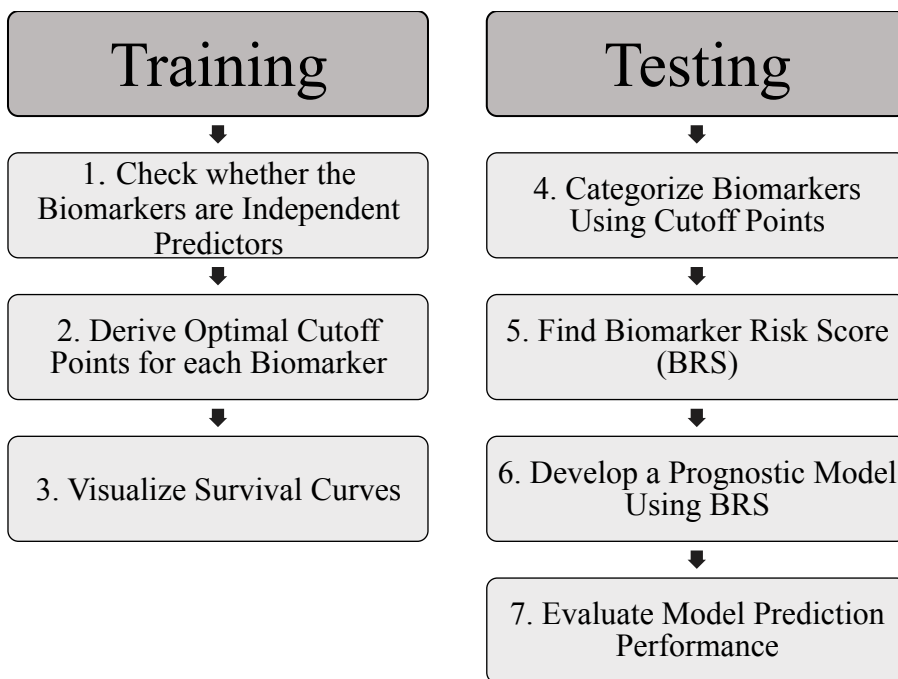 Training
1. Check whether the
Biomarkers are Independent
Predictors
2. Derive Optimal Cutoff
Points for each Biomarker
3. Visualize Survival Curves
Testing
4. Categorize Biomarkers
Using Cutoff Points
5. Find Biomarker Risk Score
(BRS)
6. Develop a Prognostic Model
Using BRS
7. Evaluate Model Prediction
Performance